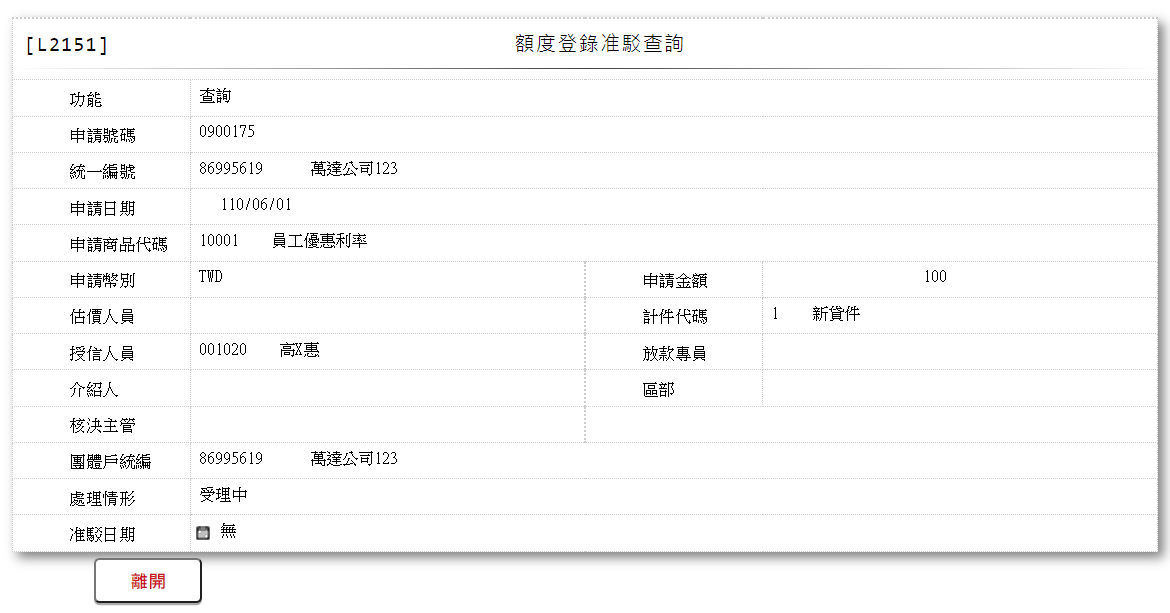 [L2151] 額度登錄准駁查詢
功能 查詢
申請號碼 0900175
統一編號 86995619 萬達公司123
申請日期 110/06/01
申請商品代碼 10001 員工優惠利率
申請幣別 TWD 申請金額 100
估價人員 計件代碼 1 新貸件
授信人員 001020 高X惠 放款專員
介紹人 區部
核決主管
團體戶統編 86995619 萬達公司123
處理情形 受理中
准駁日期 無
離開